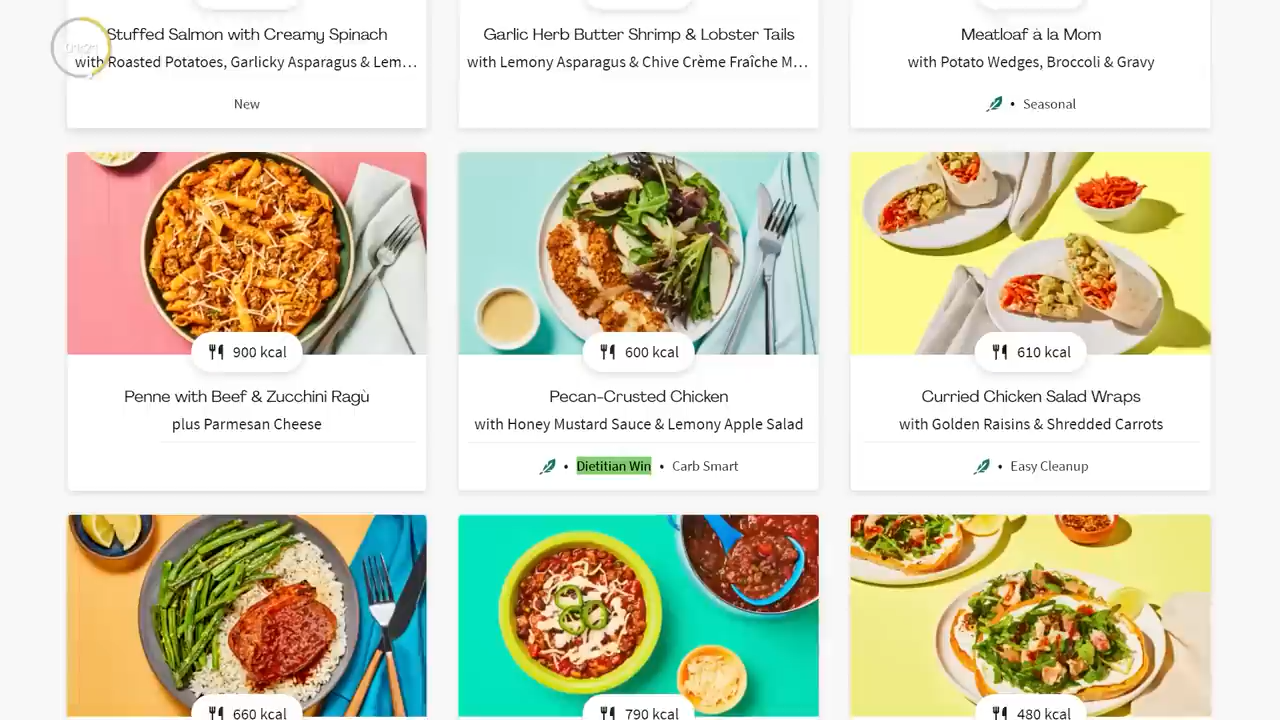 Stuffed Salmon with Creamy Spinach
with Roasted Potatoes, Garlicky Asparagus & Lem...
New
Garlic Herb Butter Shrimp & Lobster Tails
with Lemony Asparagus & Chive Crème Fraîche M...
Meatloaf à la Mom
with Potato Wedges, Broccoli & Gravy
• Seasonal
900 kcal
Penne with Beef & Zucchini Ragù
plus Parmesan Cheese
600 kcal
Pecan-Crusted Chicken
with Honey Mustard Sauce & Lemony Apple Salad
• Dietitian Win • Carb Smart
610 kcal
Curried Chicken Salad Wraps
with Golden Raisins & Shredded Carrots
• Easy Cleanup
660 kcal
790 kcal
480 kcal